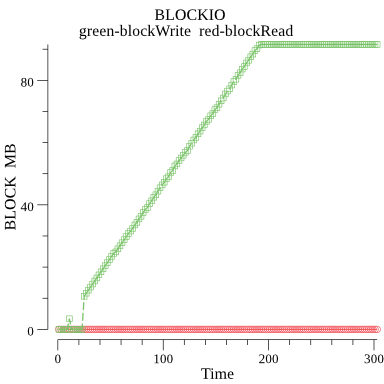 BLOCKIO
green-blockWrite red-blockRead
80
40
0
BLOCK MB
0 100 200 300
Time